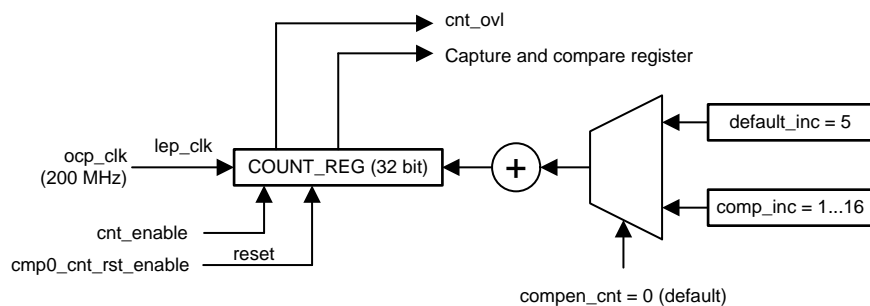 cnt_ovl
Capture and compare register
default_inc = 5
ocp_clk
(200 MHz)
lep_clk
COUNT_REG (32 bit)
+
comp_inc = 1...16
cnt_enable
cmp0_cnt_rst_enable
reset
compen_cnt = 0 (default)